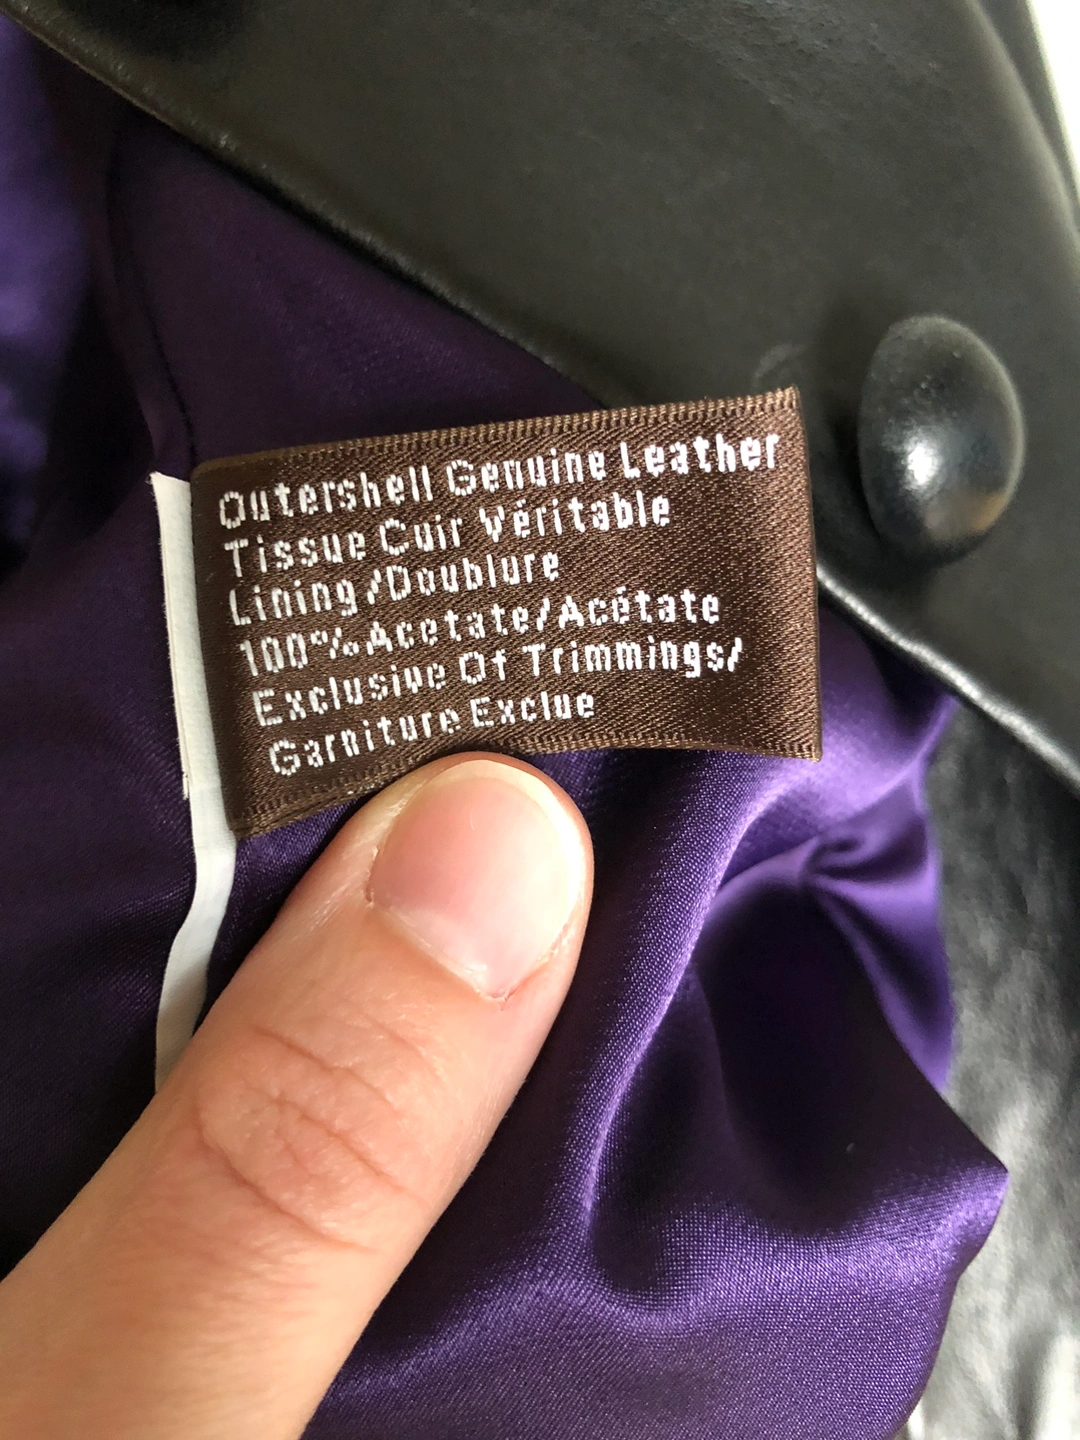 Outershell Genuine Leather
Tissue Cuir Véritable
Lining/Doublure
100% Acetate/Acétate
Exclusive Of Trimmings/
Garniture Exclue